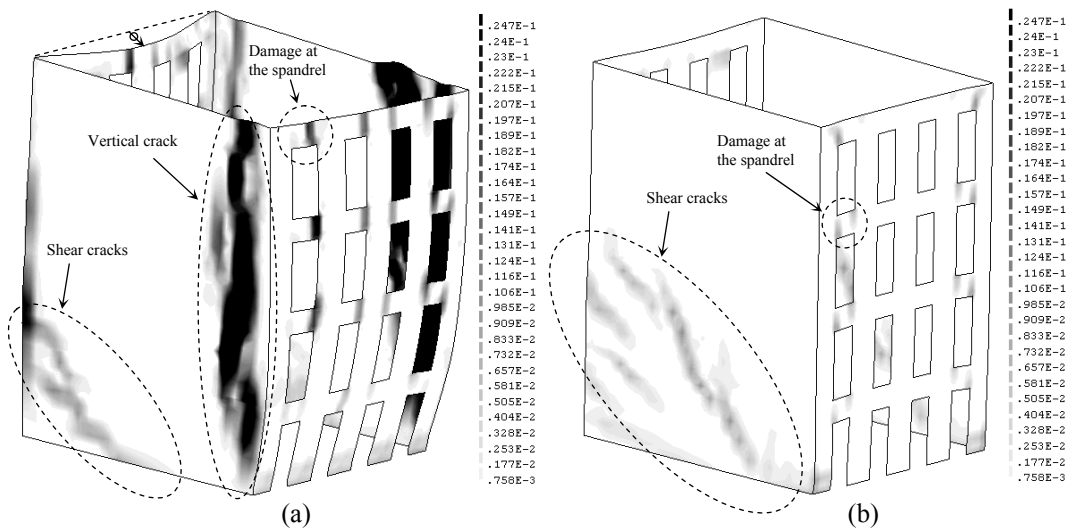 Damage at
the spandrel
Vertical crack
Shear cracks
.247E-1
.24E-1
.23E-1
.222E-1
.215E-1
.207E-1
.197E-1
.189E-1
.182E-1
.174E-1
.164E-1
.157E-1
.149E-1
.141E-1
.131E-1
.124E-1
.116E-1
.106E-1
.985E-2
.909E-2
.833E-2
.732E-2
.657E-2
.581E-2
.505E-2
.404E-2
.328E-2
.253E-2
.177E-2
.758E-3
(a)
Damage at
the spandrel
Shear cracks
.247E-1
.24E-1
.23E-1
.222E-1
.215E-1
.207E-1
.197E-1
.189E-1
.182E-1
.174E-1
.164E-1
.157E-1
.149E-1
.141E-1
.131E-1
.124E-1
.116E-1
.106E-1
.985E-2
.909E-2
.833E-2
.732E-2
.657E-2
.581E-2
.505E-2
.404E-2
.328E-2
.253E-2
.177E-2
.758E-3
(b)